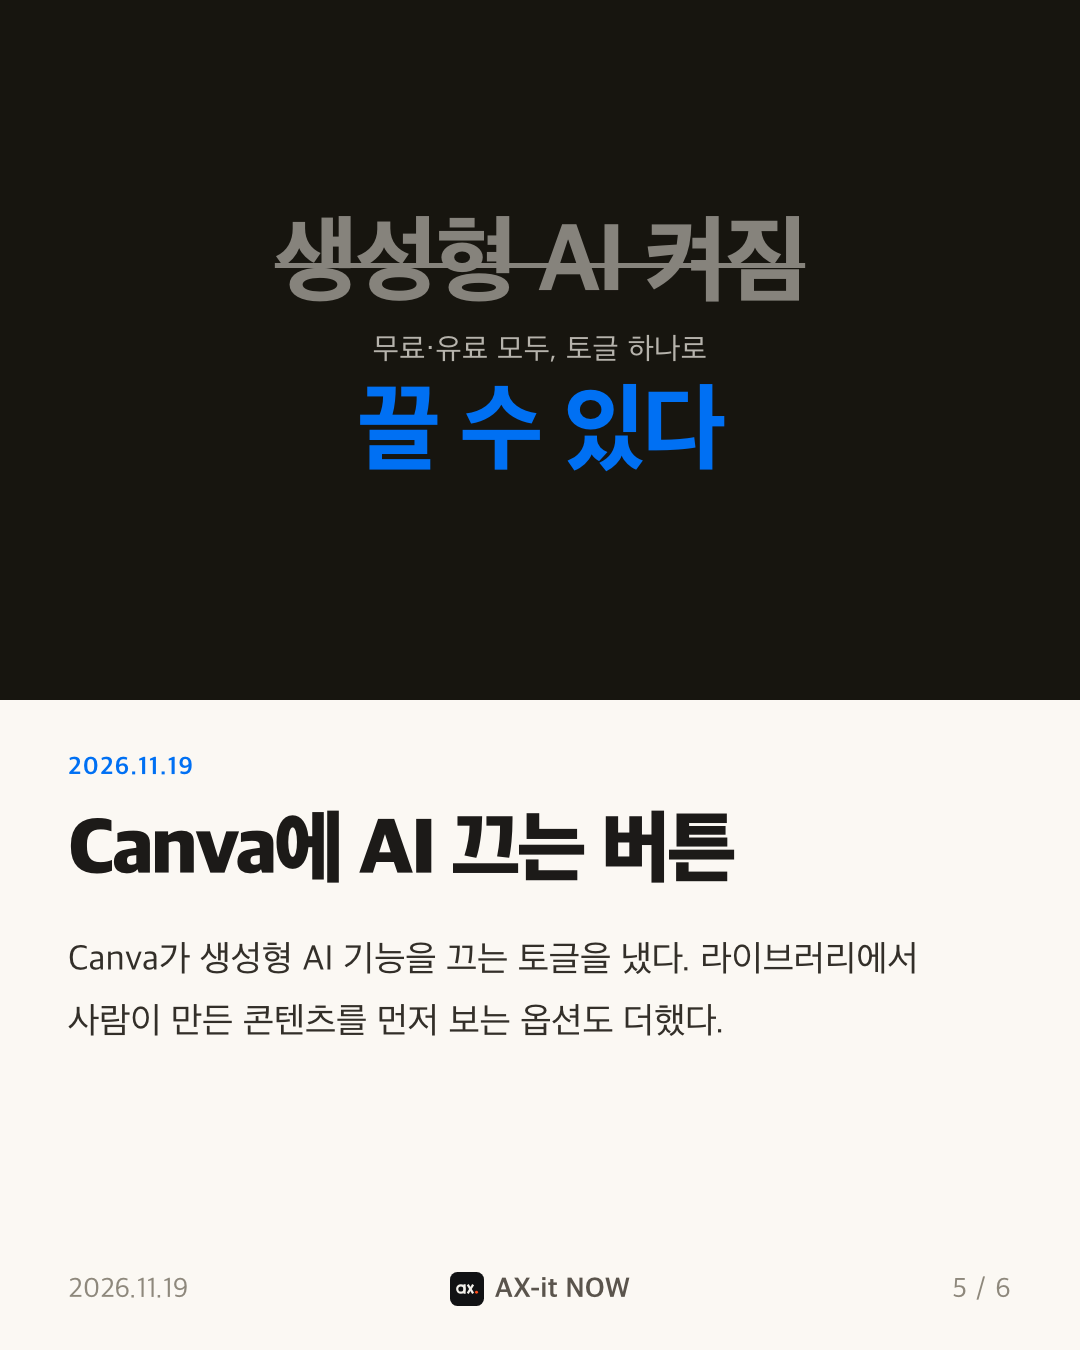 생성형 AI 켜짐
무료·유료 모두, 토글 하나로
끌 수 있다
2026.11.19
Canva에 AI 끄는 버튼
Canva가 생성형 AI 기능을 끄는 토글을 냈다. 라이브러리에서
사람이 만든 콘텐츠를 먼저 보는 옵션도 더했다.
2026.11.19
ax. AX-it NOW
5 / 6